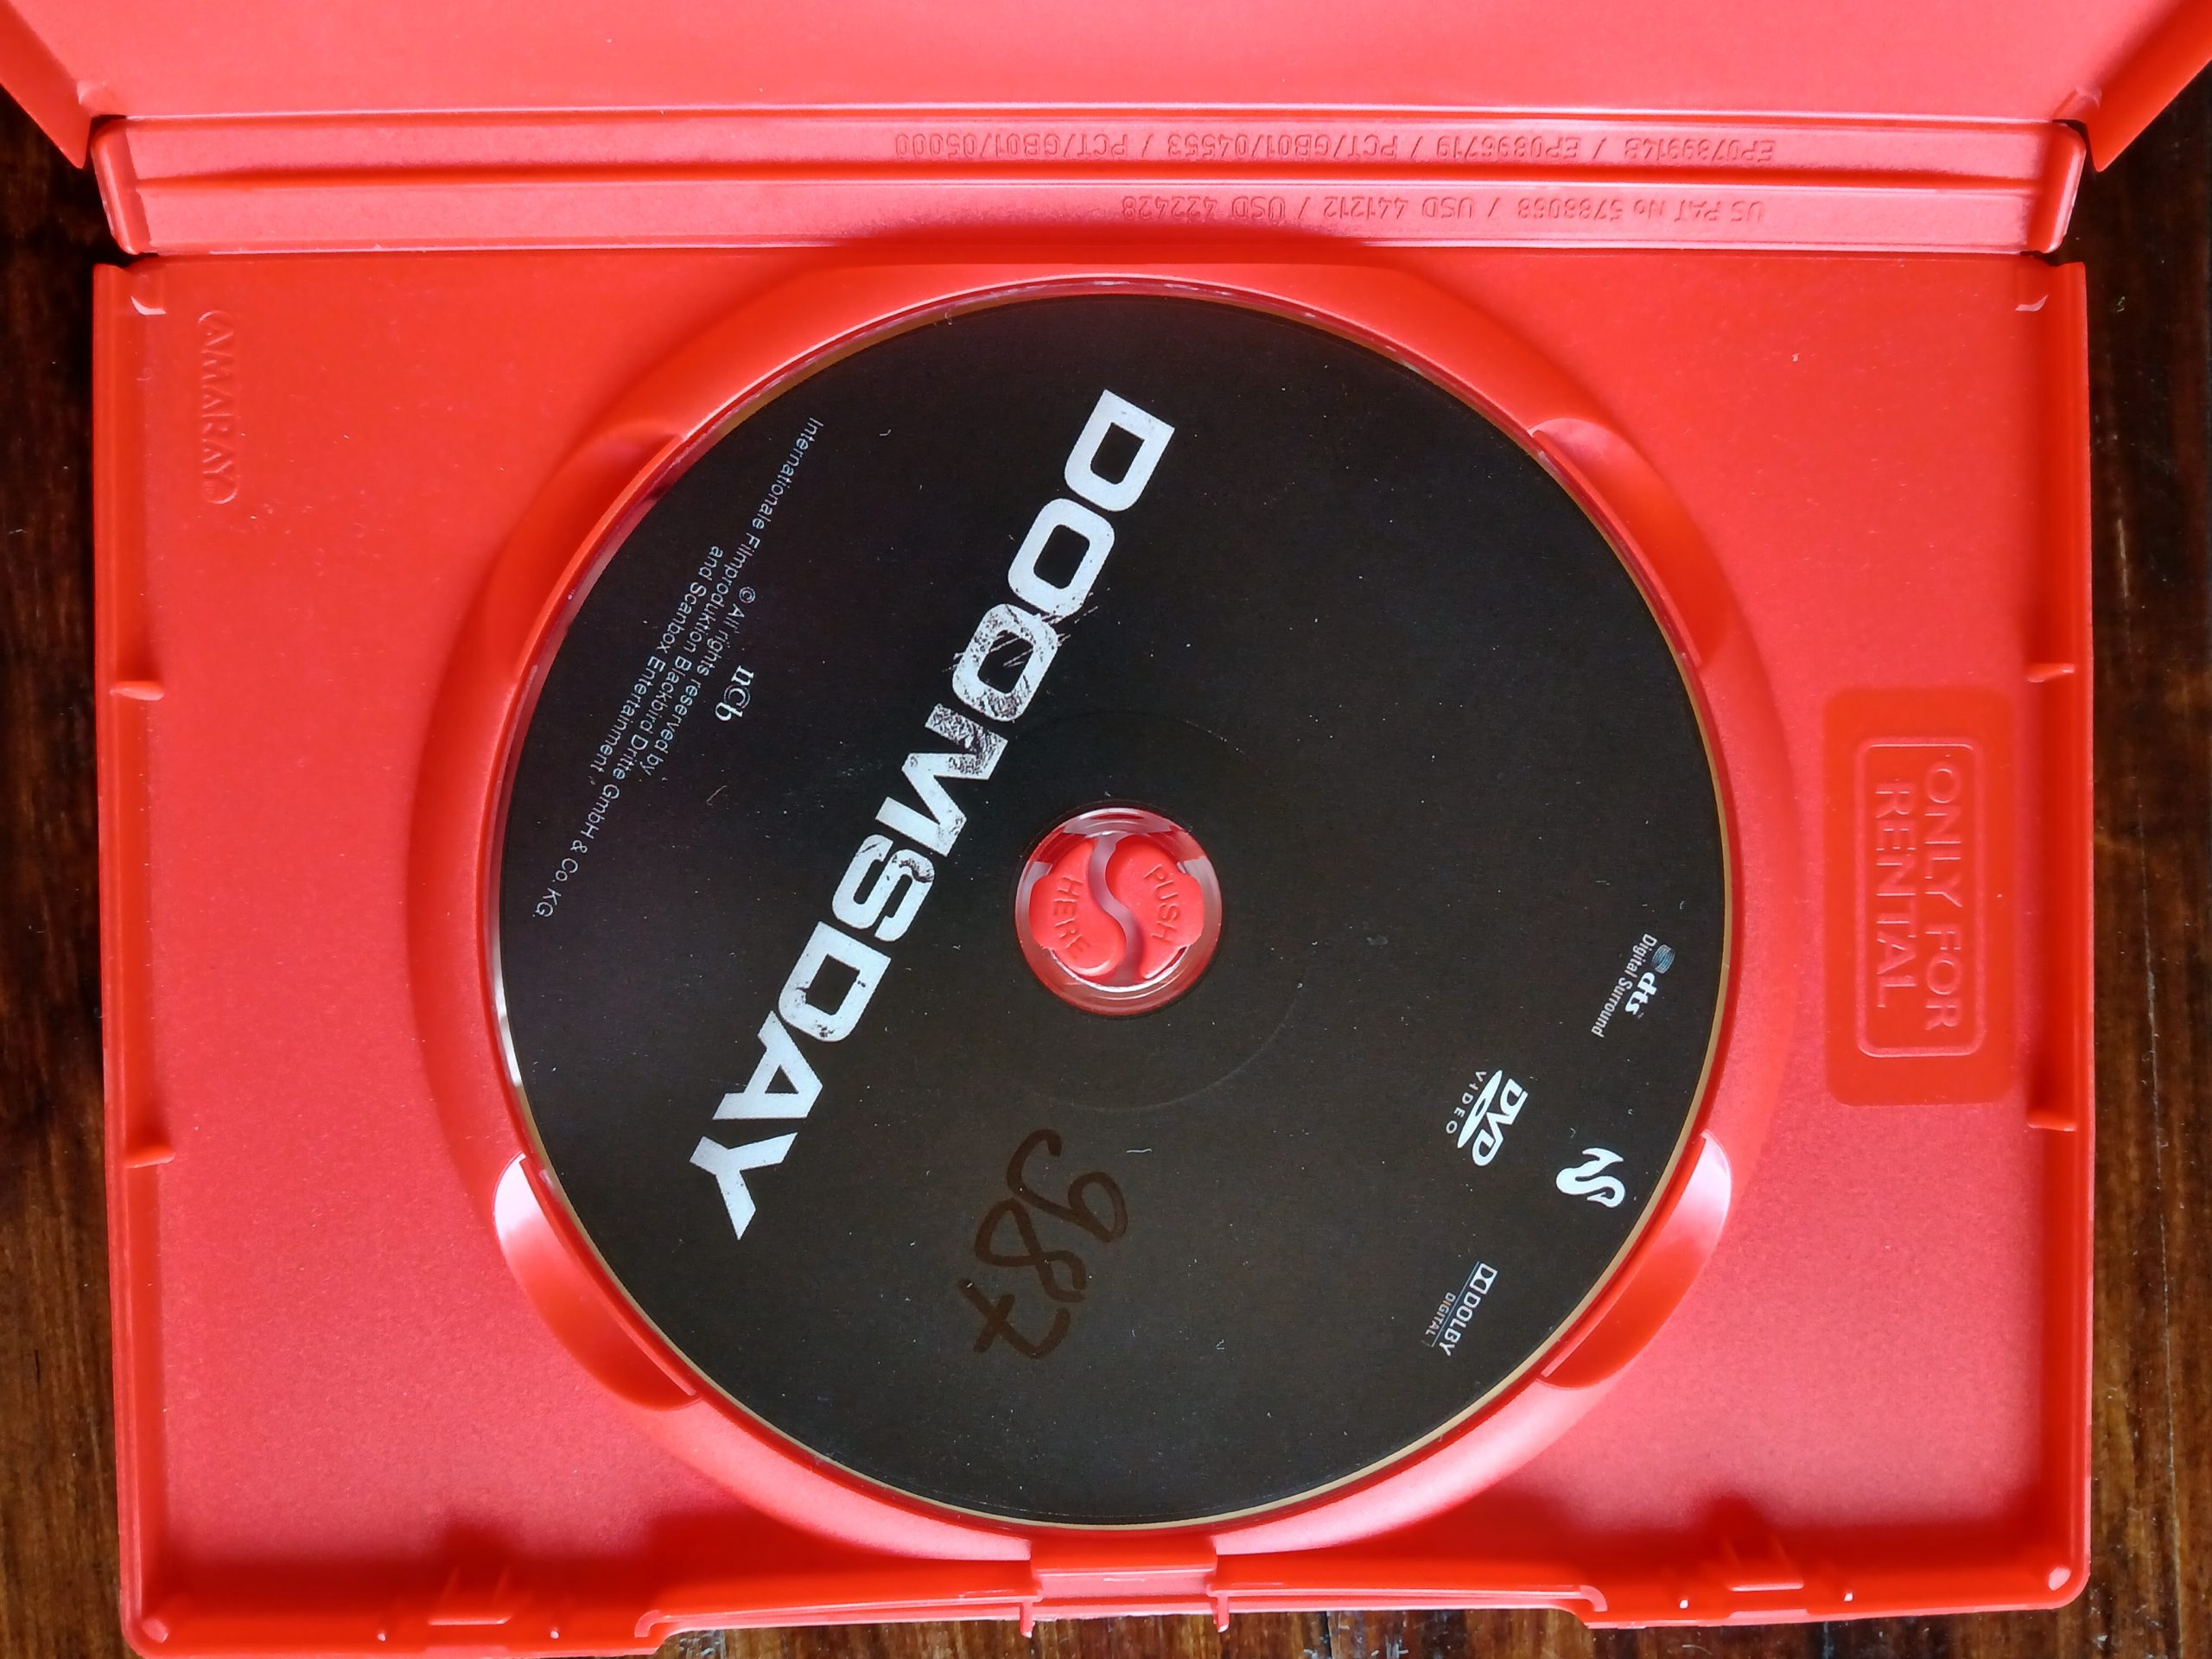 EP0789914B / EP0896719 / PCT/GB01/04553 / PCT/GB01/05000
US PAT No 5788068 / USD 441212 / USD 422428
AMARAY
DOOMSDAY
© All rights reserved by
Internationale Filmproduktion Blackbird Dritte GmbH & Co. KG.
and Scanbox Entertainment
ncb
PUSH
HERE
987
dts
Digital Surround
DVD
VIDEO
DOLBY
DIGITAL
ONLY FOR
RENTAL